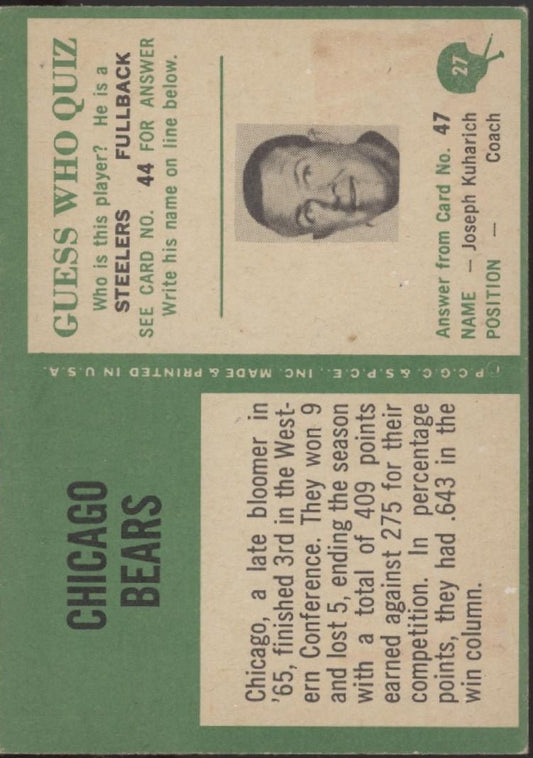 CHICAGO
BEARS
Chicago, a late bloomer in
'65, finished 3rd in the West-
ern Conference. They won 9
and lost 5, ending the season
with a total of 409 points
earned against 275 for their
competition. In percentage
points, they had .643 in the
win column.
© P.C.G.C. & S.P.C.E., INC. MADE & PRINTED IN U.S.A.
GUESS WHO QUIZ
Who is this player? He is a
STEELERS FULLBACK
SEE CARD NO. 44 FOR ANSWER
Write his name on line below.
Answer from Card No. 47
NAME — Joseph Kuharich
POSITION — Coach
27